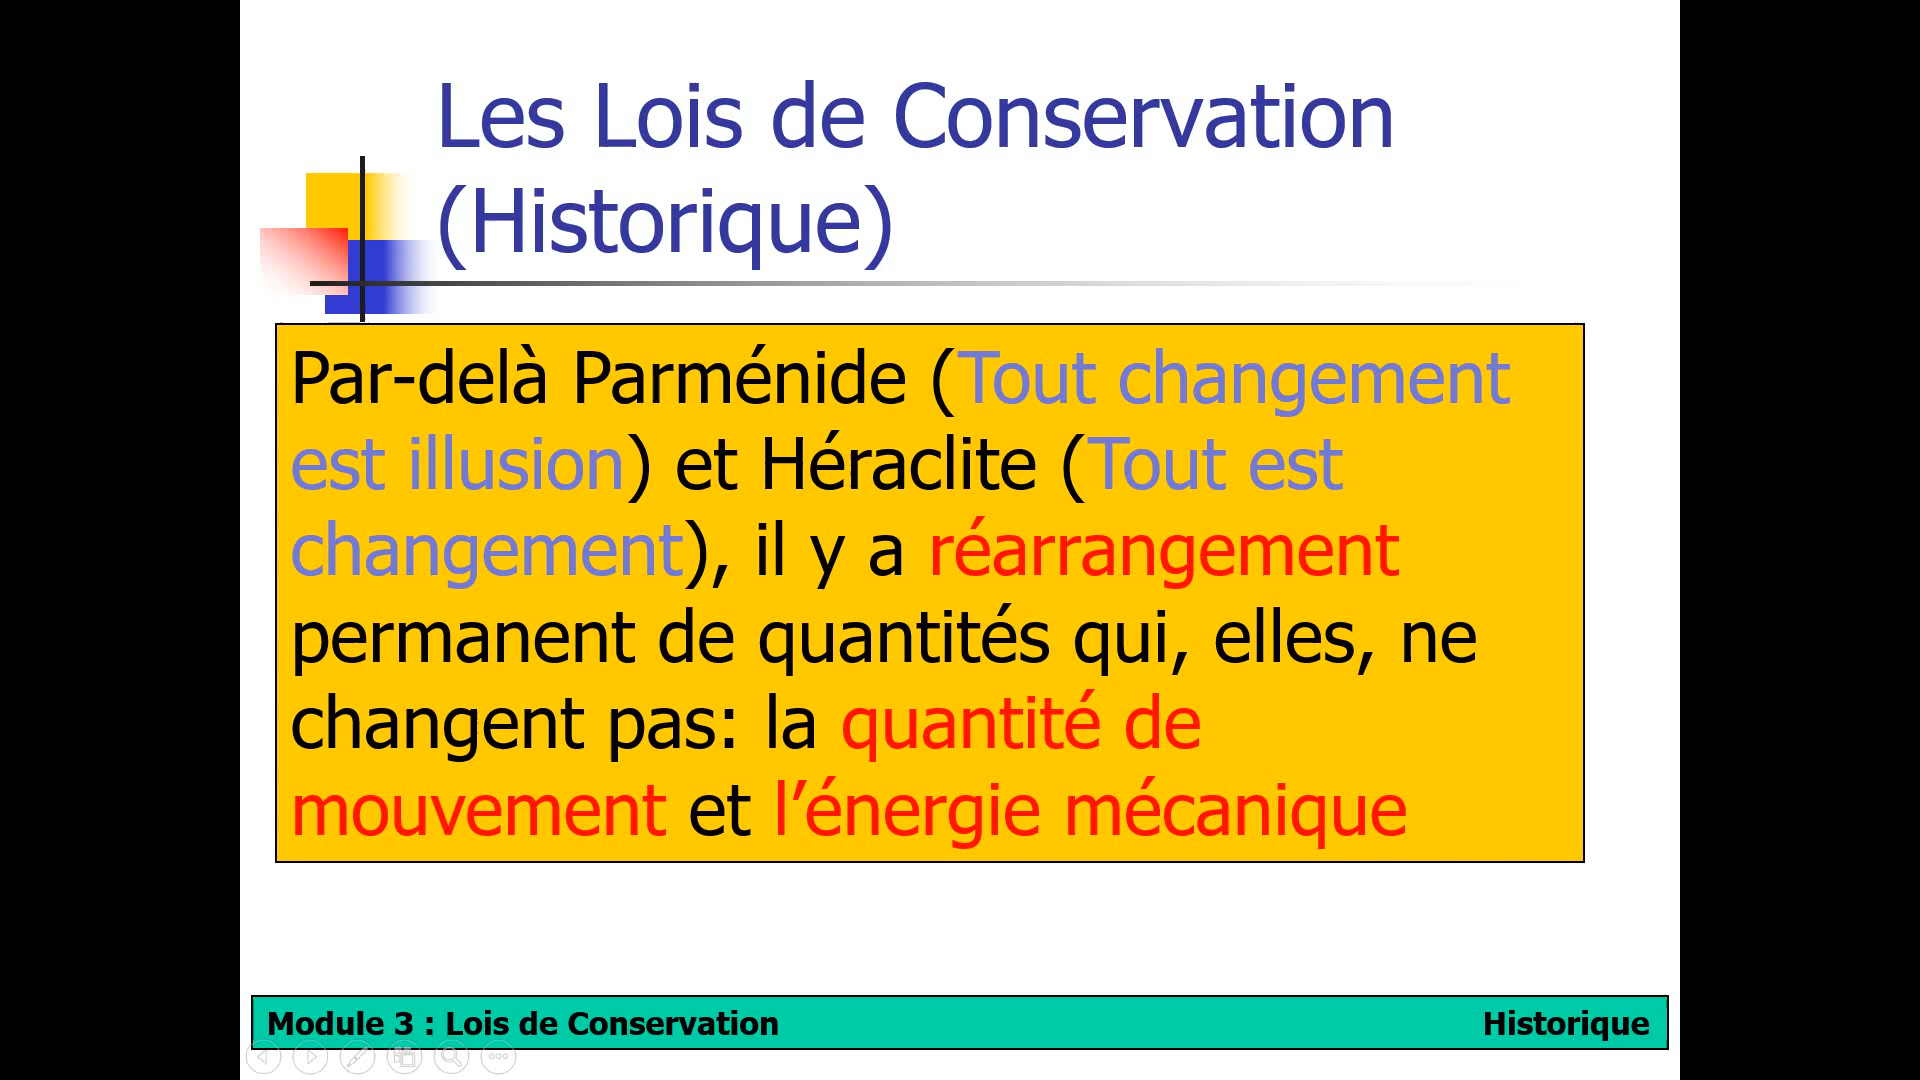 Les Lois de Conservation
(Historique)
Par-delà Parménide (Tout changement
est illusion) et Héraclite (Tout est
changement), il y a réarrangement
permanent de quantités qui, elles, ne
changent pas: la quantité de
mouvement et l’énergie mécanique
Module 3 : Lois de Conservation
Historique